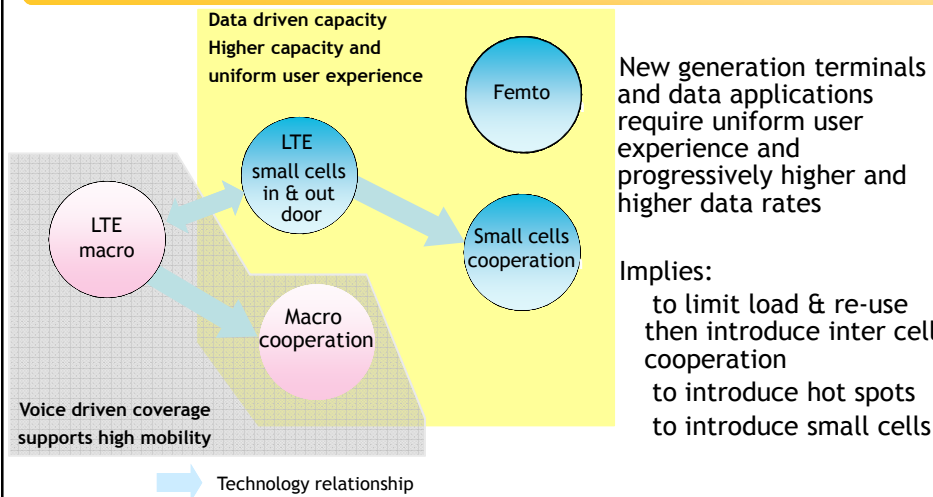 Data driven capacity
Higher capacity and
uniform user experience
Femto
LTE
small cells
in & out
door
LTE
macro
Small cells
cooperation
Macro
cooperation
Voice driven coverage
supports high mobility
Technology relationship
New generation terminals
and data applications
require uniform user
experience and
progressively higher and
higher data rates
Implies:
to limit load & re-use
then introduce inter cell
cooperation
to introduce hot spots
to introduce small cells